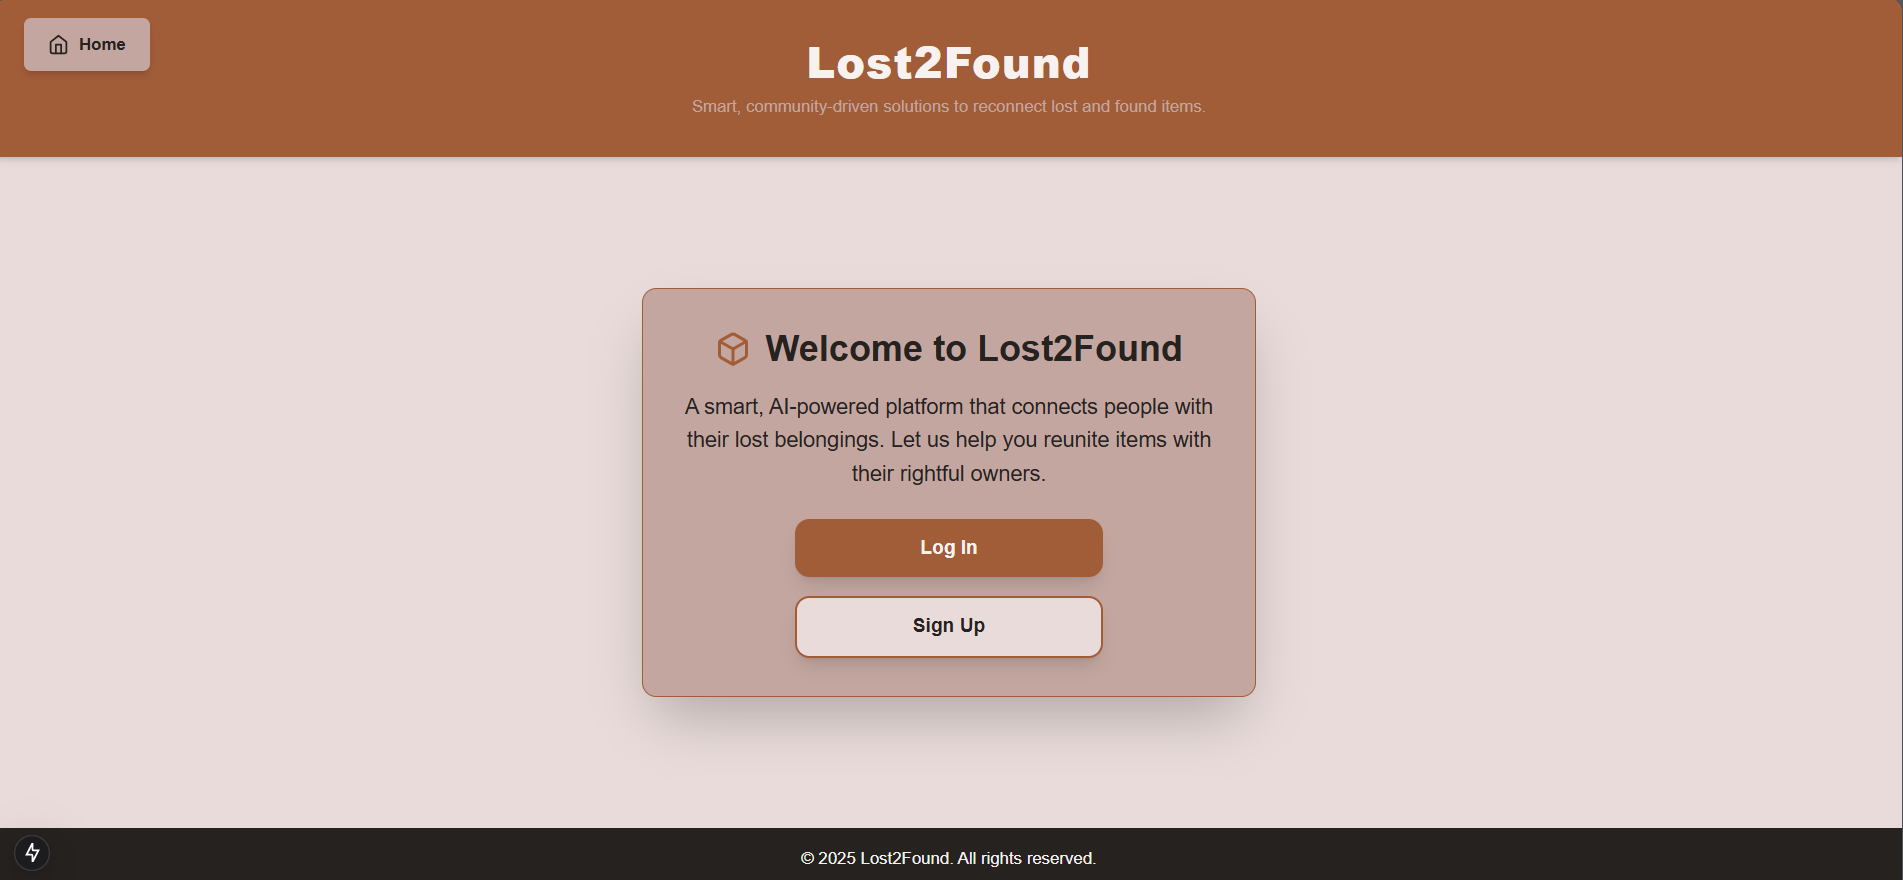 Home
Lost2Found
Smart, community-driven solutions to reconnect lost and found items.
Welcome to Lost2Found
A smart, AI-powered platform that connects people with
their lost belongings. Let us help you reunite items with
their rightful owners.
Log In
Sign Up
© 2025 Lost2Found. All rights reserved.